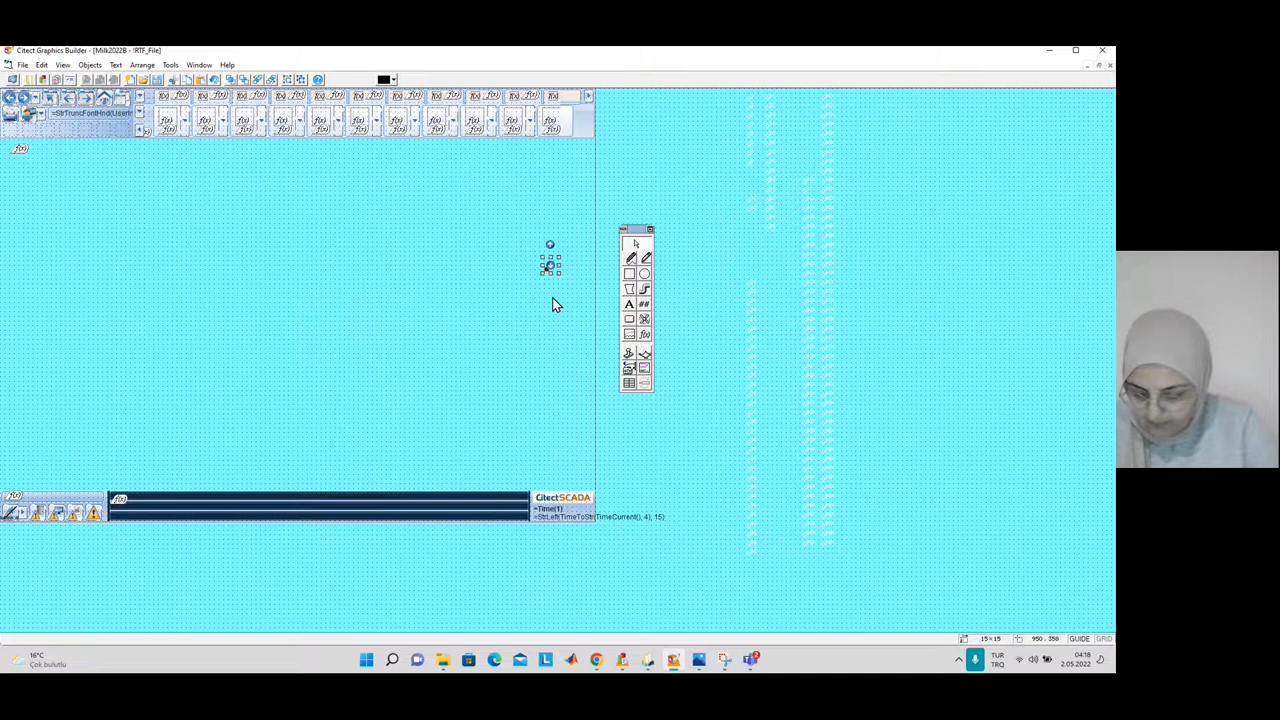 Citect Graphics Builder - [Milk2022B - !RTF_File]
File Edit View Objects Text Arrange Tools Window Help
=StrTruncFontHnd(UserIn
f(x)
A ##
f(x)
f(x)
f(x)
CitectSCADA
=Time(1)
=StrLeft(TimeToStr(TimeCurrent(), 4), 15)
15×15 950 , 358 GUIDE GRID
16°C
Çok bulutlu
TUR
TRQ
04:18
2.05.2022